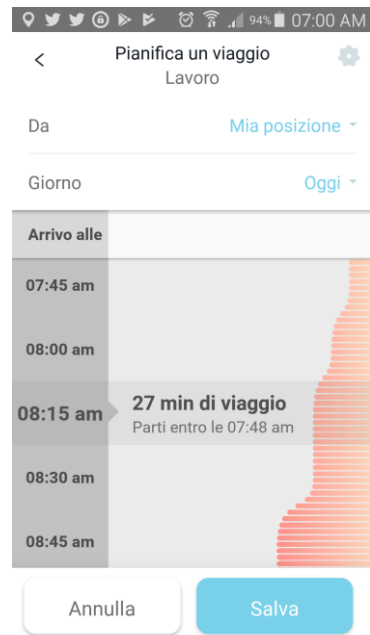 94% 07:00 AM
Pianifica un viaggio
Lavoro
Da Mia posizione
Giorno Oggi
Arrivo alle
07:45 am
08:00 am
08:15 am 27 min di viaggio
Parti entro le 07:48 am
08:30 am
08:45 am
Annulla Salva